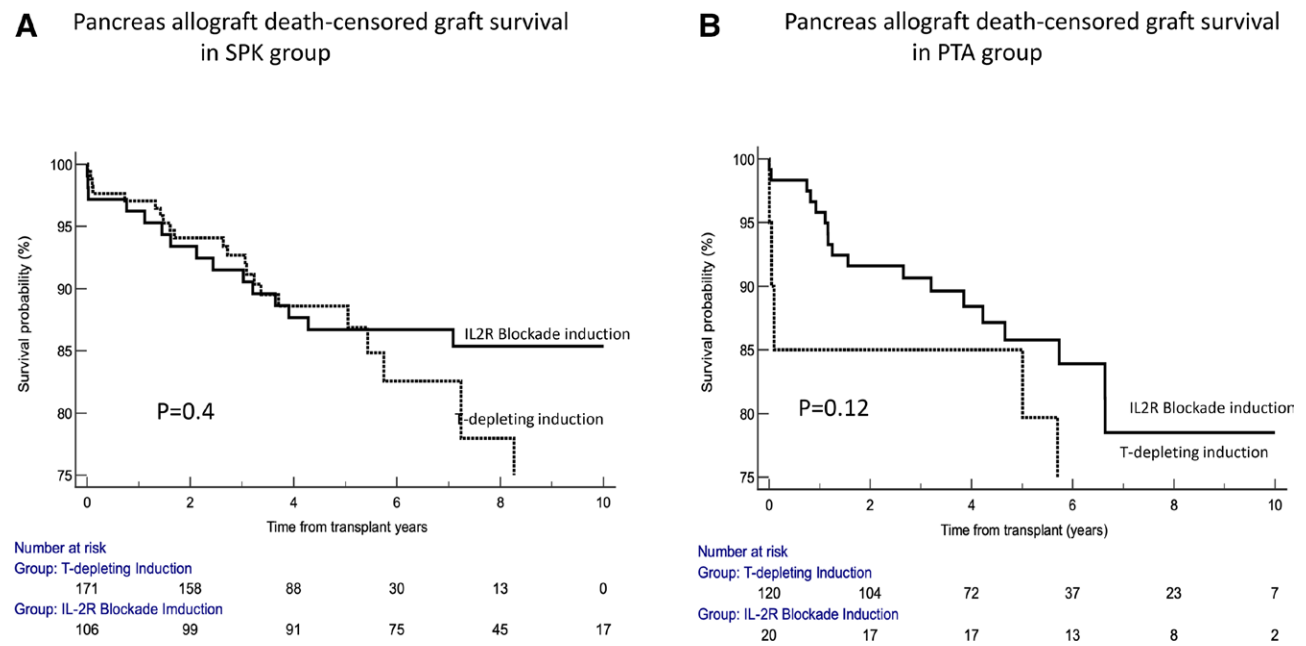 A
Pancreas allograft death-censored graft survival
in SPK group
100
95
90
85
80
75
Survival probability (%)
IL2R Blockade induction
T-depleting induction
P=0.4
0 2 4 6 8 10
Time from transplant years
Number at risk
Group: T-depleting Induction
171 158 88 30 13 0
Group: IL-2R Blockade Imduction
106 99 91 75 45 17
B
Pancreas allograft death-censored graft survival
in PTA group
100
95
90
85
80
75
Survival probability (%)
P=0.12
IL2R Blockade induction
T-depleting induction
0 2 4 6 8 10
Time from transplant (years)
Number at risk
Group: T-depleting Induction
120 104 72 37 23 7
Group: IL-2R Blockade Induction
20 17 17 13 8 2